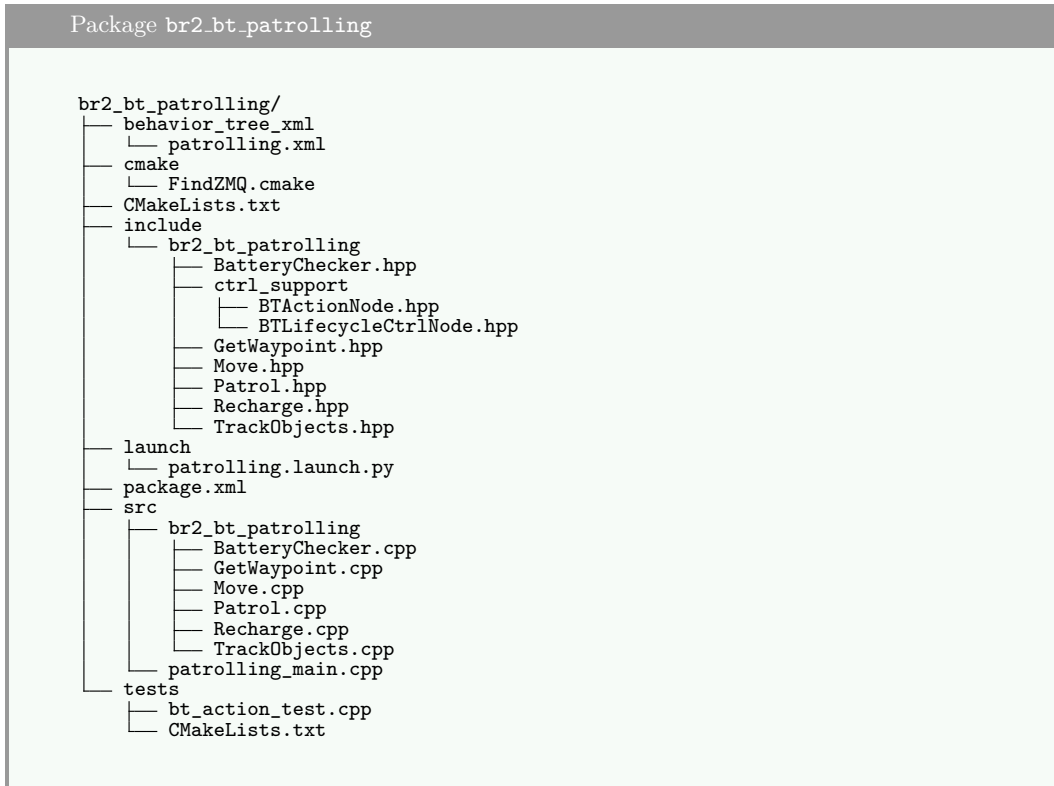 Package br2_bt_patrolling
br2_bt_patrolling/
├── behavior_tree_xml
│   └── patrolling.xml
├── cmake
│   └── FindZMQ.cmake
├── CMakeLists.txt
├── include
│   └── br2_bt_patrolling
│       ├── BatteryChecker.hpp
│       ├── ctrl_support
│       │   ├── BTActionNode.hpp
│       │   └── BTLifecycleCtrlNode.hpp
│       ├── GetWaypoint.hpp
│       ├── Move.hpp
│       ├── Patrol.hpp
│       ├── Recharge.hpp
│       └── TrackObjects.hpp
├── launch
│   └── patrolling.launch.py
├── package.xml
├── src
│   ├── br2_bt_patrolling
│   │   ├── BatteryChecker.cpp
│   │   ├── GetWaypoint.cpp
│   │   ├── Move.cpp
│   │   ├── Patrol.cpp
│   │   ├── Recharge.cpp
│   │   └── TrackObjects.cpp
│   └── patrolling_main.cpp
└── tests
    ├── bt_action_test.cpp
    └── CMakeLists.txt